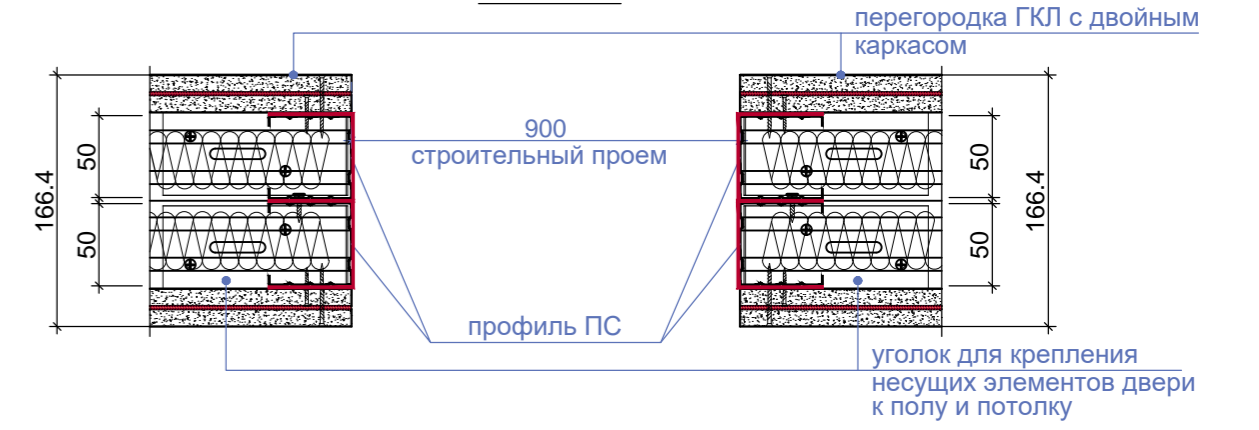 перегородка ГКЛ с двойным
каркасом
900
строительный проем
50
50
166.4
50
50
166.4
профиль ПС
уголок для крепления
несущих элементов двери
к полу и потолку